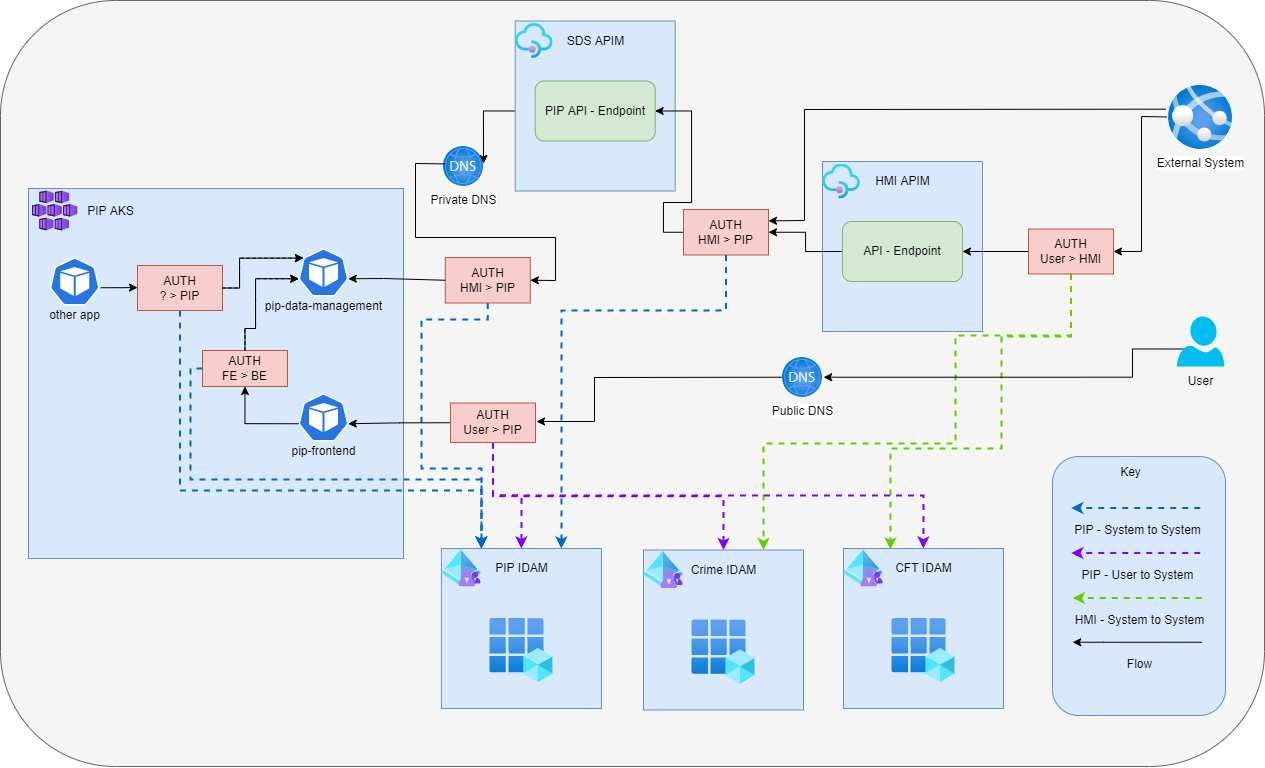 SDS APIM
PIP API - Endpoint
External System
DNS
Private DNS
HMI APIM
PIP AKS
AUTH
HMI > PIP
API - Endpoint
AUTH
User > HMI
AUTH
? > PIP
other app
pip-data-management
AUTH
HMI > PIP
AUTH
FE > BE
DNS
Public DNS
User
AUTH
User > PIP
pip-frontend
Key
PIP - System to System
PIP - User to System
HMI - System to System
Flow
PIP IDAM
Crime IDAM
CFT IDAM